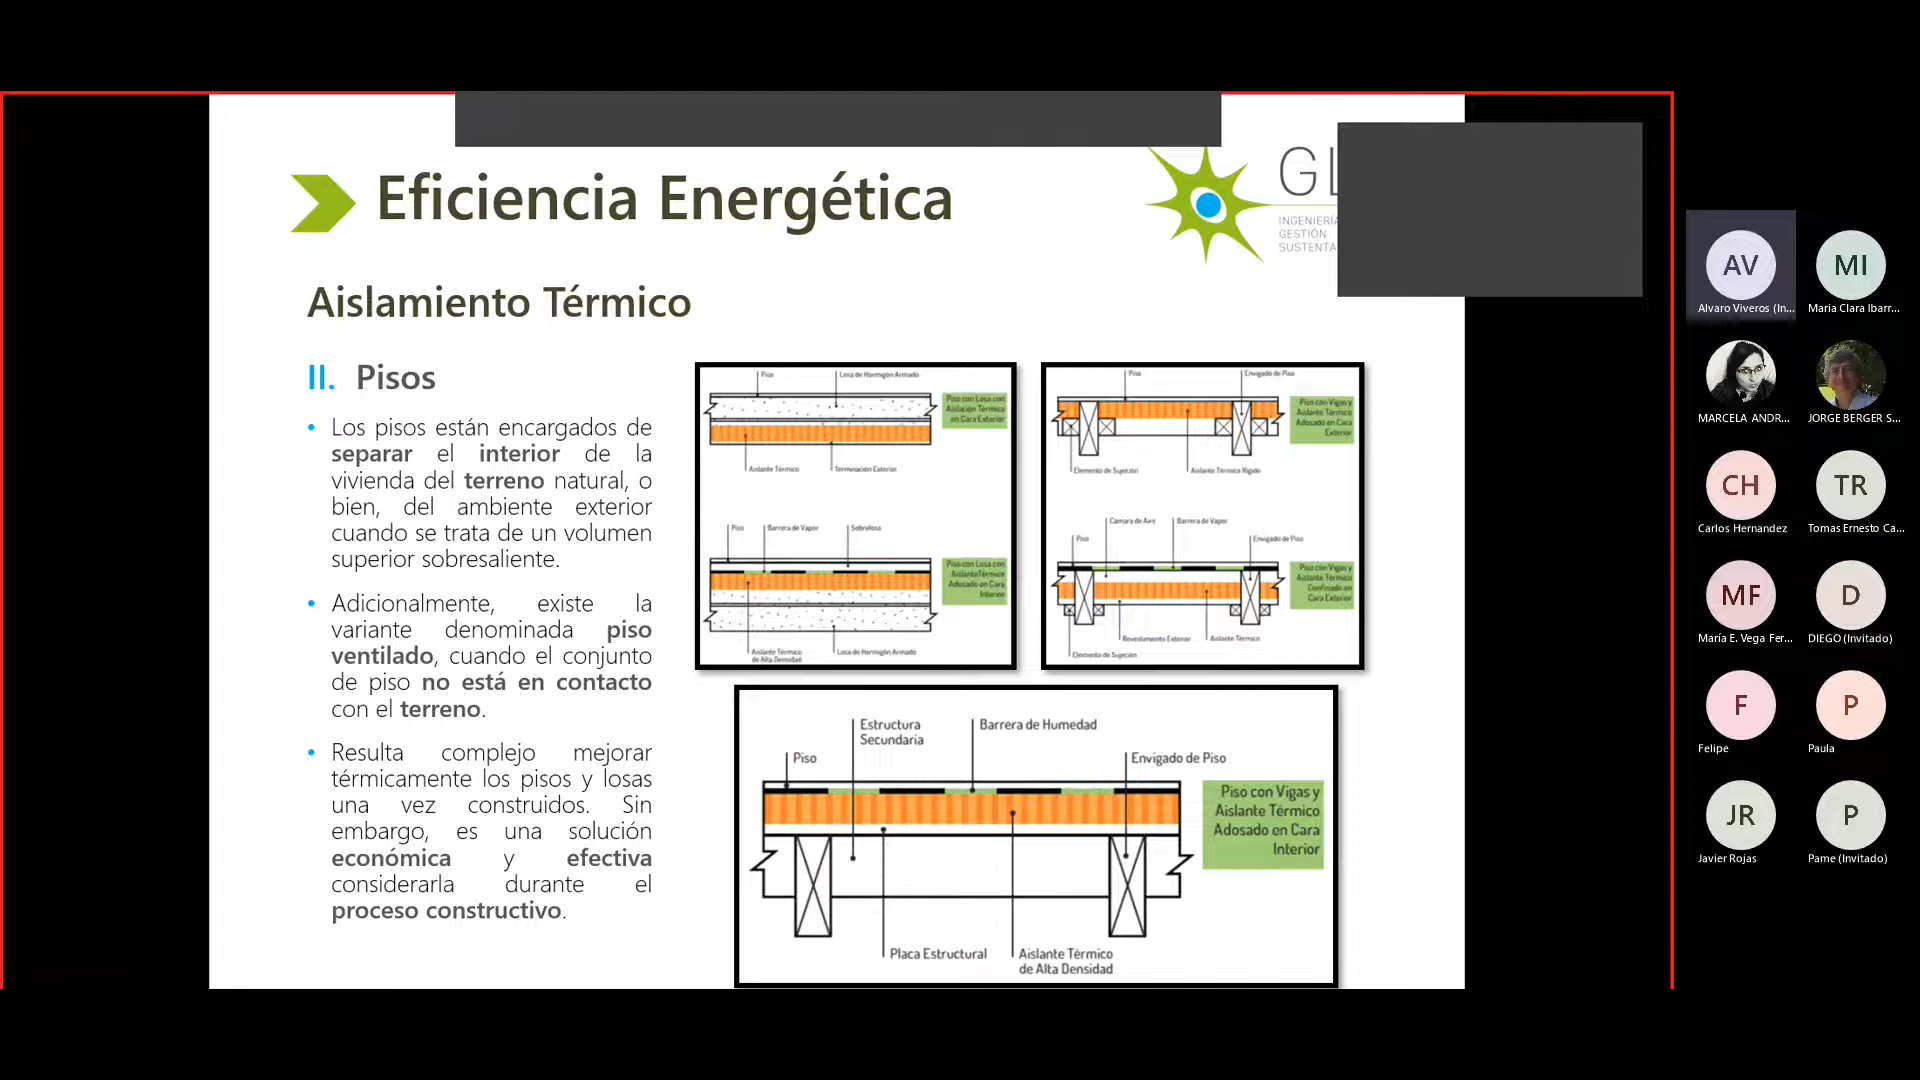 Eficiencia Energética
INGENIERÍA
GESTIÓN
Aislamiento Térmico
II. Pisos
• Los pisos están encargados de
separar el interior de la
vivienda del terreno natural, o
bien, del ambiente exterior
cuando se trata de un volumen
superior sobresaliente.
• Adicionalmente, existe la
variante denominada piso
ventilado, cuando el conjunto
de piso no está en contacto
con el terreno.
• Resulta complejo mejorar
térmicamente los pisos y losas
una vez construidos. Sin
embargo, es una solución
económica y efectiva
considerarla durante el
proceso constructivo.
Piso
Losa de Hormigón Armado
Piso con Losa con
Aislación Térmica
en Cara Exterior
Aislante Térmico
Terminación Exterior
Piso
Barrera de Vapor
Sobrelosa
Piso con Losa con
Aislante Térmico
Adosado en Cara
Interior
Aislante Térmico
de Alta Densidad
Losa de Hormigón Armado
Piso
Envigado de Piso
Piso con Vigas y
Aislante Térmico
Adosado en Cara
Exterior
Elemento de Sujeción
Aislante Térmico Rígido
Cámara de Aire
Barrera de Vapor
Piso
Envigado de Piso
Piso con Vigas y
Aislante Térmico
Confinado en
Cara Exterior
Revestimiento Exterior
Aislante Térmico
Elemento de Sujeción
Estructura
Secundaria
Barrera de Humedad
Piso
Envigado de Piso
Piso con Vigas y
Aislante Térmico
Adosado en Cara
Interior
Placa Estructural
Aislante Térmico
de Alta Densidad
AV
Alvaro Viveros (In...
MI
Maria Clara Ibarr...
MARCELA ANDR...
JORGE BERGER S...
CH
Carlos Hernandez
TR
Tomas Ernesto Ca...
MF
María E. Vega Fer...
D
DIEGO (Invitado)
F
Felipe
P
Paula
JR
Javier Rojas
P
Pame (Invitado)